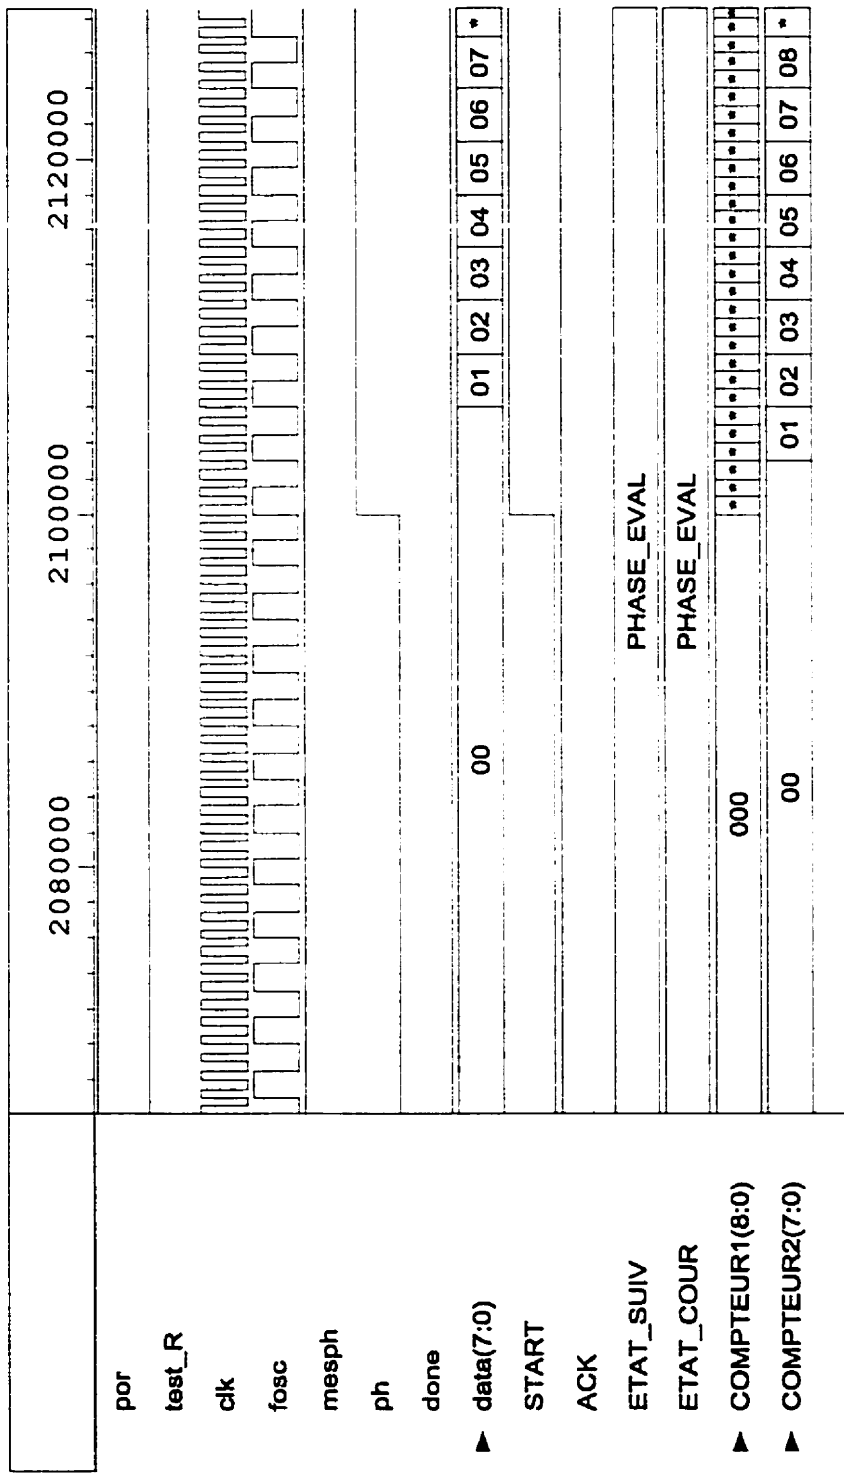 2080000 2100000 2120000
por
test_R
clk
fosc
mesph
ph
done
► data(7:0) 00 01 02 03 04 05 06 07 *
START
ACK
ETAT_SUIV PHASE_EVAL
ETAT_COUR PHASE_EVAL
► COMPTEUR1(8:0) 000 * * * * * * * * * * * * * * * * * * * * * * * * * * * * *
► COMPTEUR2(7:0) 00 01 02 03 04 05 06 07 08 *